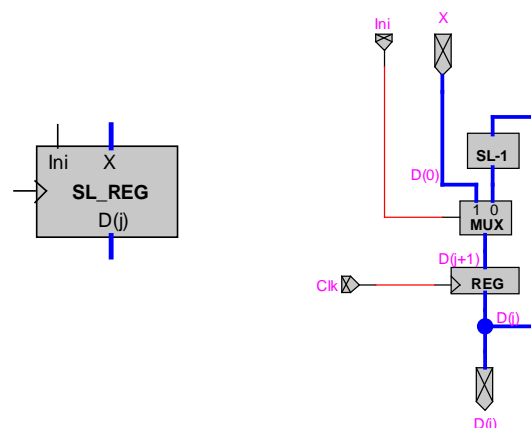 Ini X
SL_REG
D(j)
Ini
X
SL-1
D(0)
1 0
MUX
D(j+1)
REG
Clk
D(j)
D(j)